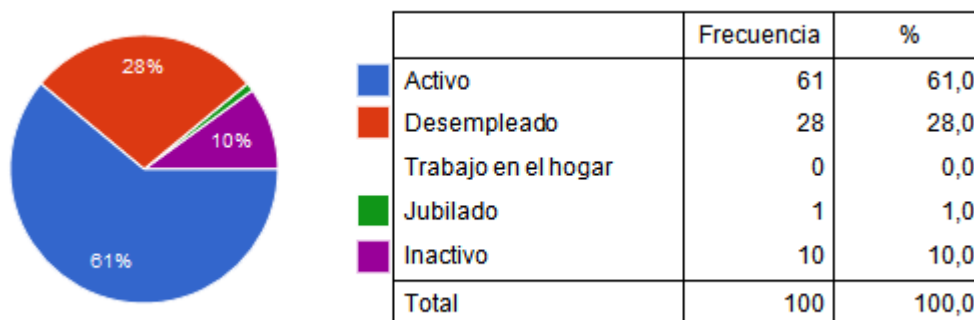 28%
10%
61%
Frecuencia %
Activo 61 61,0
Desempleado 28 28,0
Trabajo en el hogar 0 0,0
Jubilado 1 1,0
Inactivo 10 10,0
Total 100 100,0